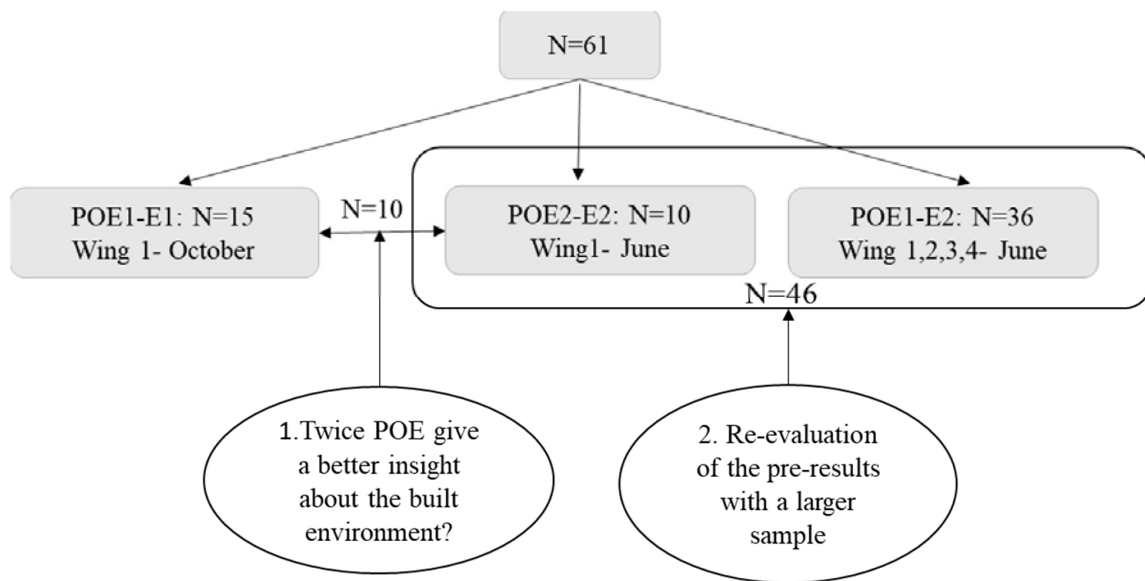 N=61
POE1-E1: N=15
Wing 1- October
N=10
POE2-E2: N=10
Wing1- June
POE1-E2: N=36
Wing 1,2,3,4- June
N=46
1.Twice POE give
a better insight
about the built
environment?
2. Re-evaluation
of the pre-results
with a larger
sample